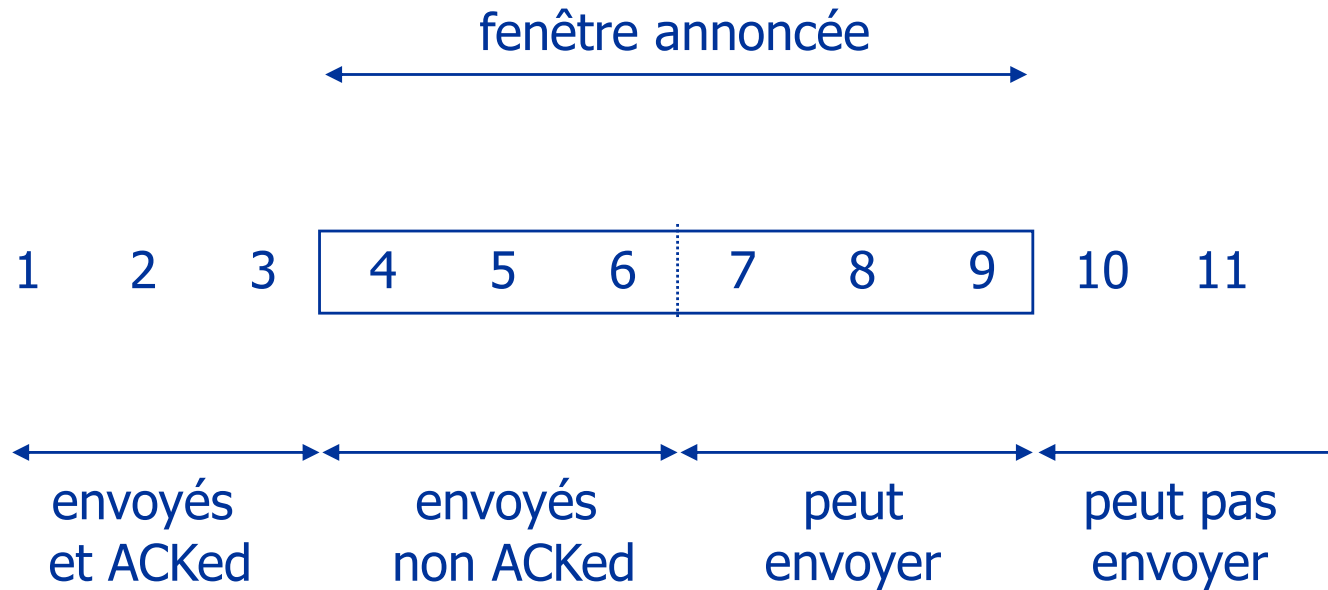 fenêtre annoncée
1 2 3 4 5 6 7 8 9 10 11
envoyés et ACKed
envoyés non ACKed
peut envoyer
peut pas envoyer